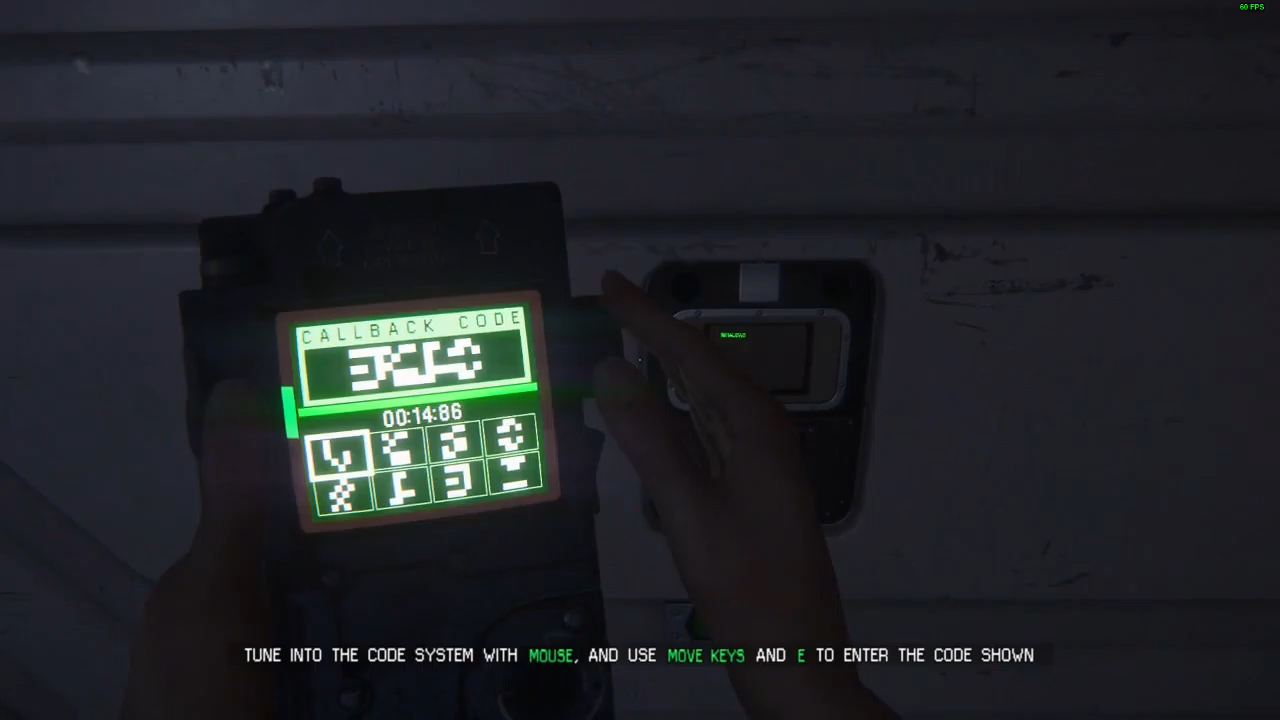 60 FPS
CALLBACK CODE
00:14:86
TUNE INTO THE CODE SYSTEM WITH MOUSE, AND USE MOVE KEYS AND E TO ENTER THE CODE SHOWN